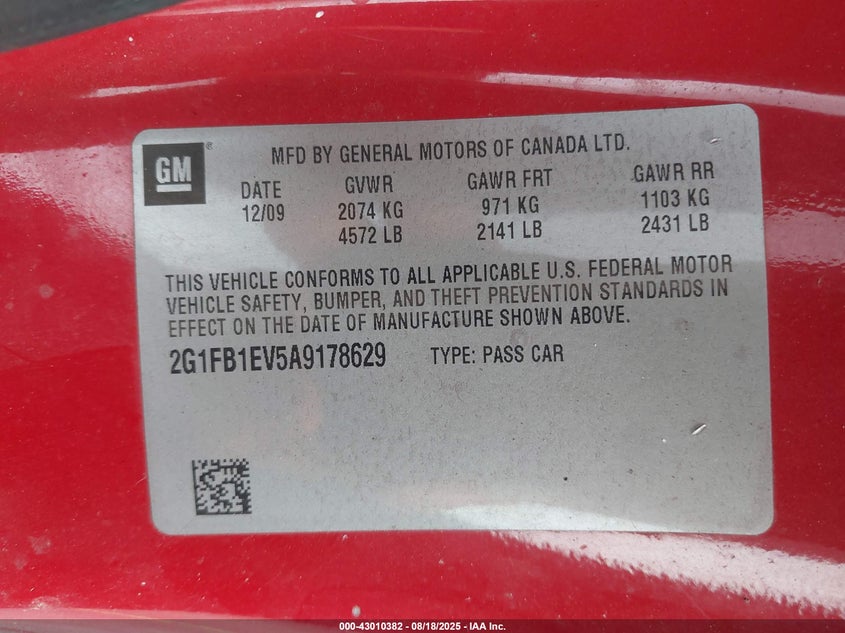 GM ®
MFD BY GENERAL MOTORS OF CANADA LTD.
DATE GVWR GAWR FRT GAWR RR
12/09 2074 KG 971 KG 1103 KG
4572 LB 2141 LB 2431 LB
THIS VEHICLE CONFORMS TO ALL APPLICABLE U.S. FEDERAL MOTOR
VEHICLE SAFETY, BUMPER, AND THEFT PREVENTION STANDARDS IN
EFFECT ON THE DATE OF MANUFACTURE SHOWN ABOVE.
2G1FB1EV5A9178629 TYPE: PASS CAR
000-43010382 - 08/18/2025 - IAA Inc.